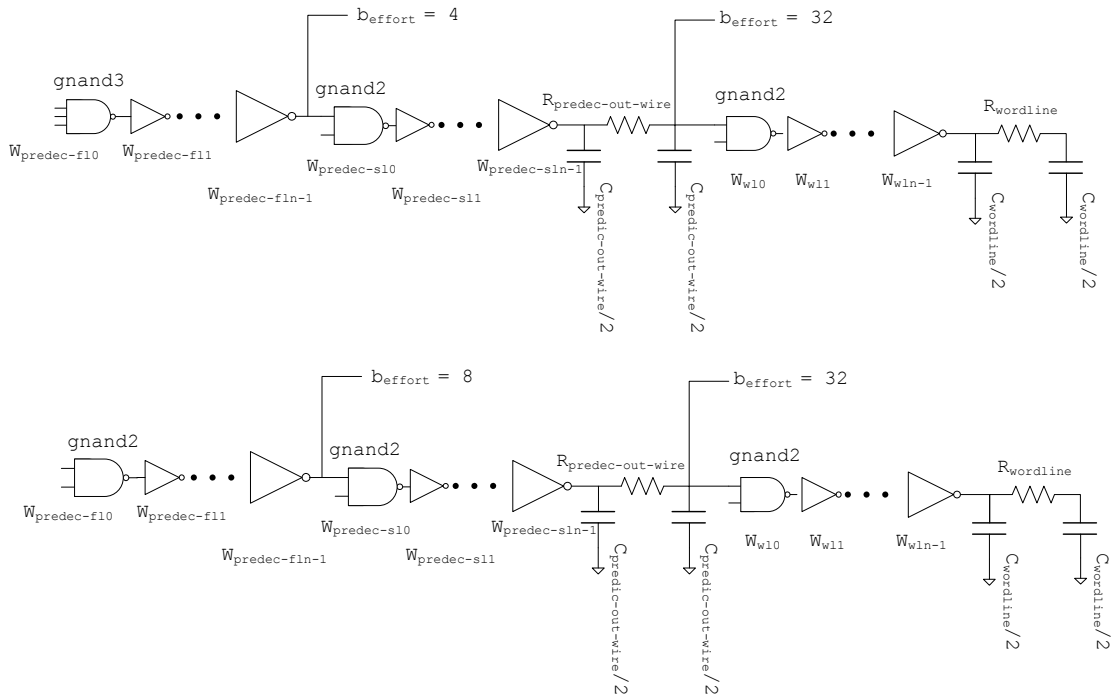 b_effort = 4
b_effort = 32
gnand3
gnand2
R_predec-out-wire
gnand2
R_wordline
W_predec-fl0
W_predec-fl1
W_predec-fln-1
W_predec-sl0
W_predec-sl1
W_predec-sln-1
C_predic-out-wire/2
C_predic-out-wire/2
W_wl0
W_wl1
W_wln-1
C_wordline/2
C_wordline/2
b_effort = 8
b_effort = 32
gnand2
gnand2
R_predec-out-wire
gnand2
R_wordline
W_predec-fl0
W_predec-fl1
W_predec-fln-1
W_predec-sl0
W_predec-sl1
W_predec-sln-1
C_predic-out-wire/2
C_predic-out-wire/2
W_wl0
W_wl1
W_wln-1
C_wordline/2
C_wordline/2